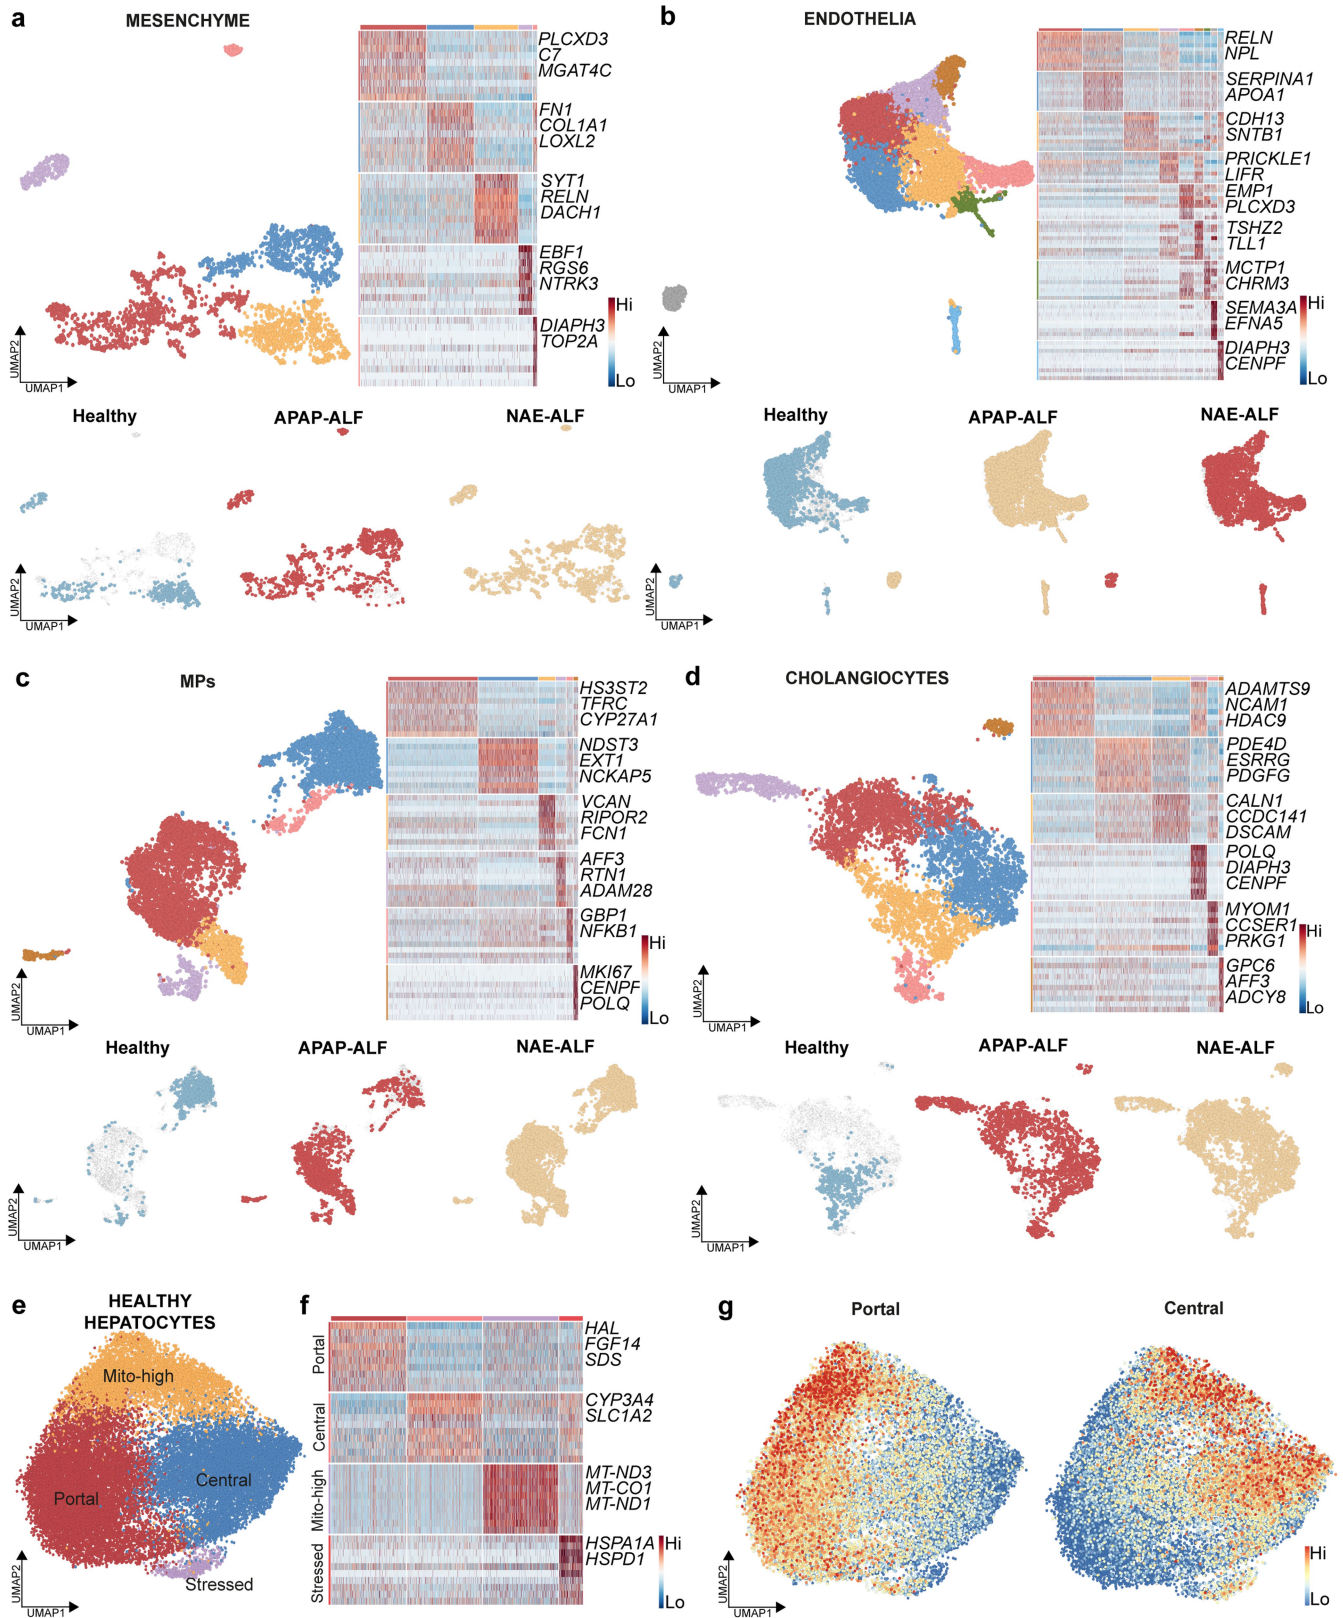 a
MESENCHYME
PLCXD3
C7
MGAT4C
FN1
COL1A1
LOXL2
SYT1
RELN
DACH1
EBF1
RGS6
NTRK3
DIAPH3
TOP2A
Hi
Lo
UMAP2
UMAP1
Healthy
APAP-ALF
NAE-ALF
UMAP2
UMAP1
b
ENDOTHELIA
RELN
NPL
SERPINA1
APOA1
CDH13
SNTB1
PRICKLE1
LIFR
EMP1
PLCXD3
TSHZ2
TLL1
MCTP1
CHRM3
SEMA3A
EFNA5
DIAPH3
CENPF
Hi
Lo
UMAP2
UMAP1
Healthy
APAP-ALF
NAE-ALF
UMAP2
UMAP1
c
MPs
HS3ST2
TFRC
CYP27A1
NDST3
EXT1
NCKAP5
VCAN
RIPOR2
FCN1
AFF3
RTN1
ADAM28
GBP1
NFKB1
MKI67
CENPF
POLQ
Hi
Lo
UMAP2
UMAP1
Healthy
APAP-ALF
NAE-ALF
UMAP2
UMAP1
d
CHOLANGIOCYTES
ADAMTS9
NCAM1
HDAC9
PDE4D
ESRRG
PDGFG
CALN1
CCDC141
DSCAM
POLQ
DIAPH3
CENPF
MYOM1
CCSER1
PRKG1
GPC6
AFF3
ADCY8
Hi
Lo
UMAP2
UMAP1
Healthy
APAP-ALF
NAE-ALF
UMAP2
UMAP1
e
HEALTHY
HEPATOCYTES
Mito-high
Central
Portal
Stressed
UMAP2
UMAP1
f
Portal
HAL
FGF14
SDS
Central
CYP3A4
SLC1A2
Mito-high
MT-ND3
MT-CO1
MT-ND1
Stressed
HSPA1A
HSPD1
Hi
Lo
g
Portal
Central
Hi
Lo
UMAP2
UMAP1